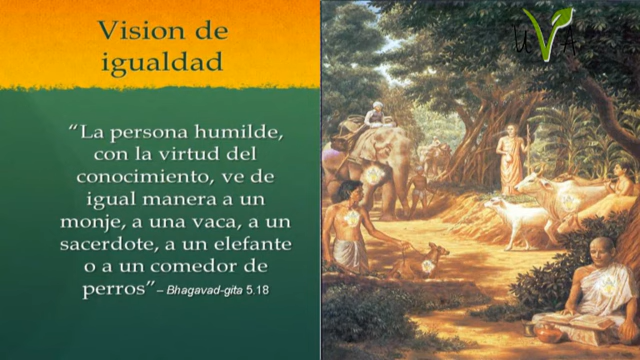 Vision de
igualdad
“La persona humilde,
con la virtud del
conocimiento, ve de
igual manera a un
monje, a una vaca, a un
sacerdote, a un elefante
o a un comedor de
perros”– Bhagavad-gita 5.18
UVA